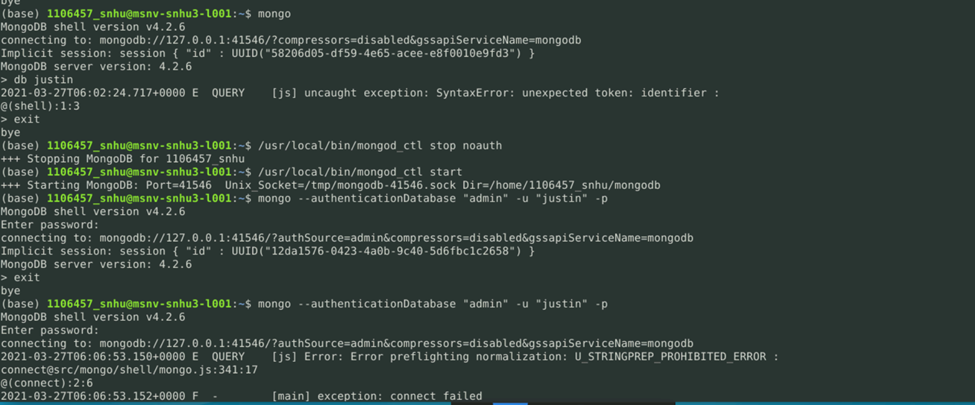 bye
(base) 1106457_snhu@msnv-snhu3-l001:~$ mongo
MongoDB shell version v4.2.6
connecting to: mongodb://127.0.0.1:41546/?compressors=disabled&gssapiServiceName=mongodb
Implicit session: session { "id" : UUID("58206d05-df59-4e65-acee-e8f0010e9fd3") }
MongoDB server version: 4.2.6
> db justin
2021-03-27T06:02:24.717+0000 E  QUERY    [js] uncaught exception: SyntaxError: unexpected token: identifier :
@(shell):1:3
> exit
bye
(base) 1106457_snhu@msnv-snhu3-l001:~$ /usr/local/bin/mongod_ctl stop noauth
+++ Stopping MongoDB for 1106457_snhu
(base) 1106457_snhu@msnv-snhu3-l001:~$ /usr/local/bin/mongod_ctl start
+++ Starting MongoDB: Port=41546  Unix_Socket=/tmp/mongodb-41546.sock Dir=/home/1106457_snhu/mongodb
(base) 1106457_snhu@msnv-snhu3-l001:~$ mongo --authenticationDatabase "admin" -u "justin" -p
MongoDB shell version v4.2.6
Enter password:
connecting to: mongodb://127.0.0.1:41546/?authSource=admin&compressors=disabled&gssapiServiceName=mongodb
Implicit session: session { "id" : UUID("12da1576-0423-4a0b-9c40-5d6fbc1c2658") }
MongoDB server version: 4.2.6
> exit
bye
(base) 1106457_snhu@msnv-snhu3-l001:~$ mongo --authenticationDatabase "admin" -u "justin" -p
MongoDB shell version v4.2.6
Enter password:
connecting to: mongodb://127.0.0.1:41546/?authSource=admin&compressors=disabled&gssapiServiceName=mongodb
2021-03-27T06:06:53.150+0000 E  QUERY    [js] Error: Error preflighting normalization: U_STRINGPREP_PROHIBITED_ERROR :
connect@src/mongo/shell/mongo.js:341:17
@(connect):2:6
2021-03-27T06:06:53.152+0000 F  -        [main] exception: connect failed